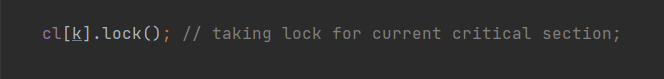 cl[k].lock(); // taking lock for current critical section;